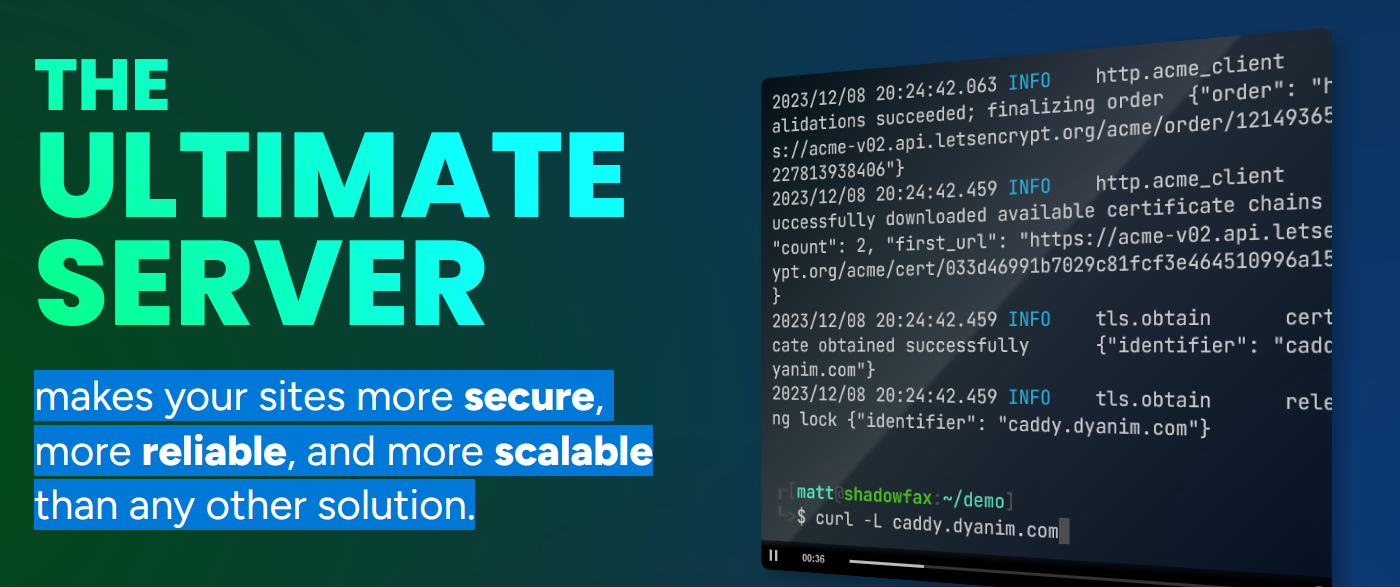 THE
ULTIMATE
SERVER
makes your sites more secure,
more reliable, and more scalable
than any other solution.
2023/12/08 20:24:42.063 INFO http.acme_client
alidations succeeded; finalizing order {"order": "h
s://acme-v02.api.letsencrypt.org/acme/order/12149365
227813938406"}
2023/12/08 20:24:42.459 INFO http.acme_client
uccessfully downloaded available certificate chains
"count": 2, "first_url": "https://acme-v02.api.letse
ypt.org/acme/cert/033d46991b7029c81fcf3e464510996a15
}
2023/12/08 20:24:42.459 INFO tls.obtain cert
cate obtained successfully {"identifier": "cadd
yanim.com"}
2023/12/08 20:24:42.459 INFO tls.obtain rele
ng lock {"identifier": "caddy.dyanim.com"}
┌[matt@shadowfax:~/demo]
└>$ curl -L caddy.dyanim.com
00:36